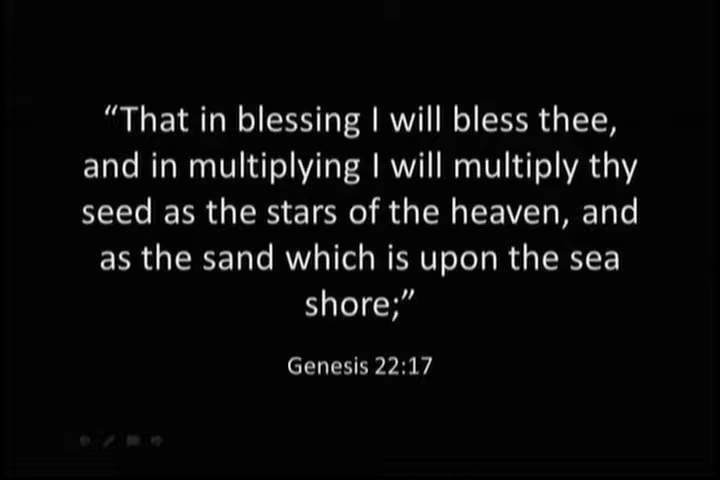 “That in blessing I will bless thee,
and in multiplying I will multiply thy
seed as the stars of the heaven, and
as the sand which is upon the sea
shore;”
Genesis 22:17